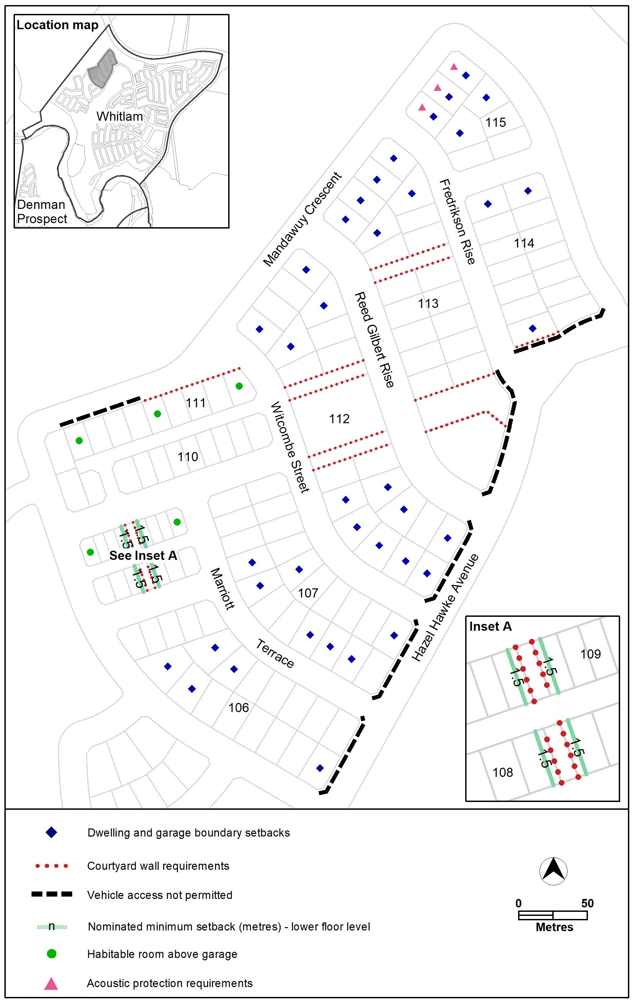 Location map
Whitlam
Denman
Prospect
115
Mandawuy Crescent
Fredrikson Rise
114
113
Reed Gilbert Rise
111
112
Witcombe Street
110
1.5
1.5
See Inset A
1.5
1.5
Marriott
107
Terrace
Hazel Hawke Avenue
106
Inset A
109
1.5
1.5
1.5
1.5
108
Dwelling and garage boundary setbacks
Courtyard wall requirements
Vehicle access not permitted
n Nominated minimum setback (metres) - lower floor level
Habitable room above garage
Acoustic protection requirements
0 50
Metres